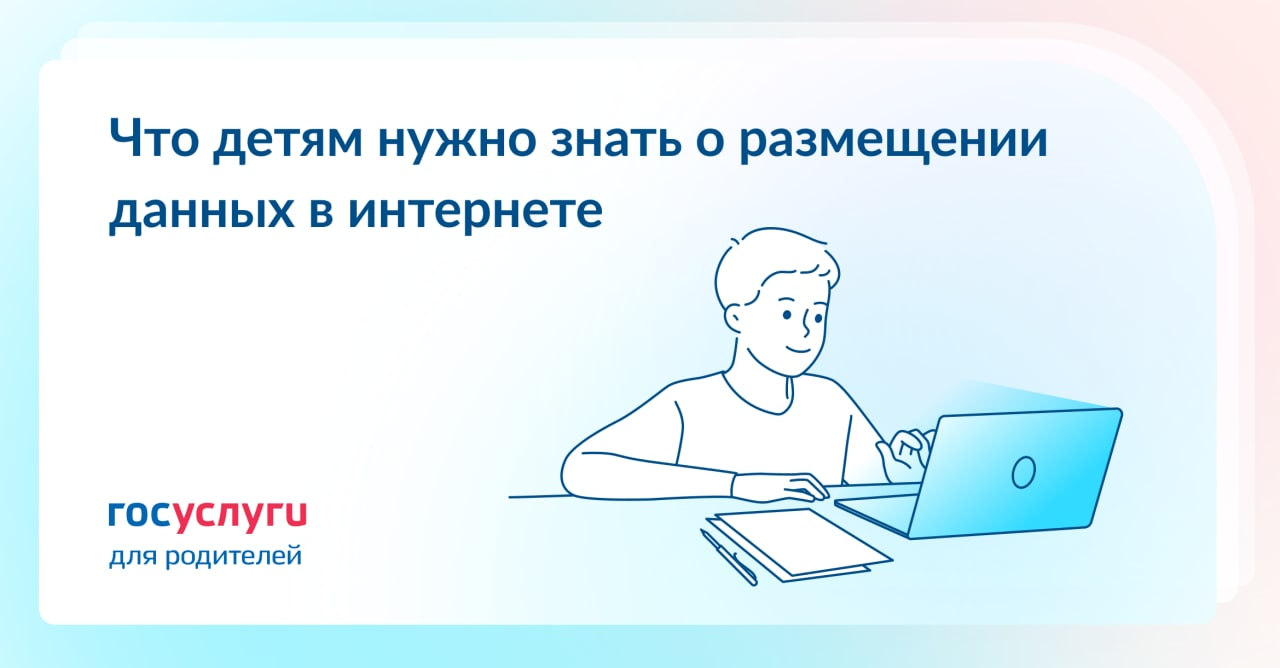 Что детям нужно знать о размещении
данных в интернете
госуслуги
для родителей